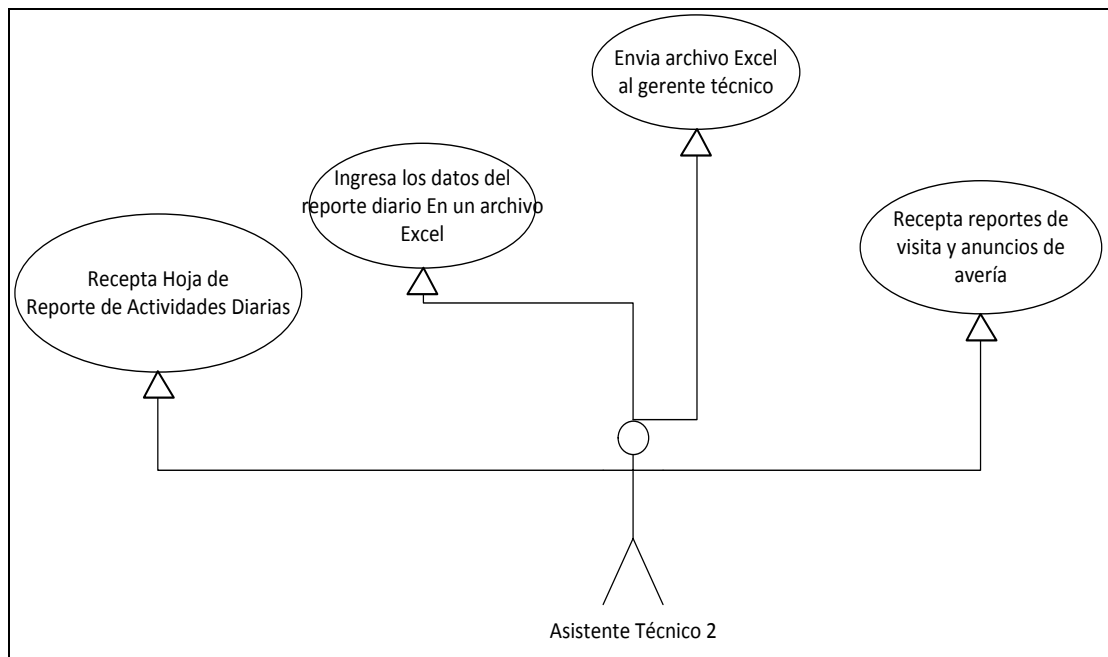 Envia archivo Excel
al gerente técnico
Ingresa los datos del
reporte diario En un archivo
Excel
Recepta reportes de
visita y anuncios de
avería
Recepta Hoja de
Reporte de Actividades Diarias
Asistente Técnico 2